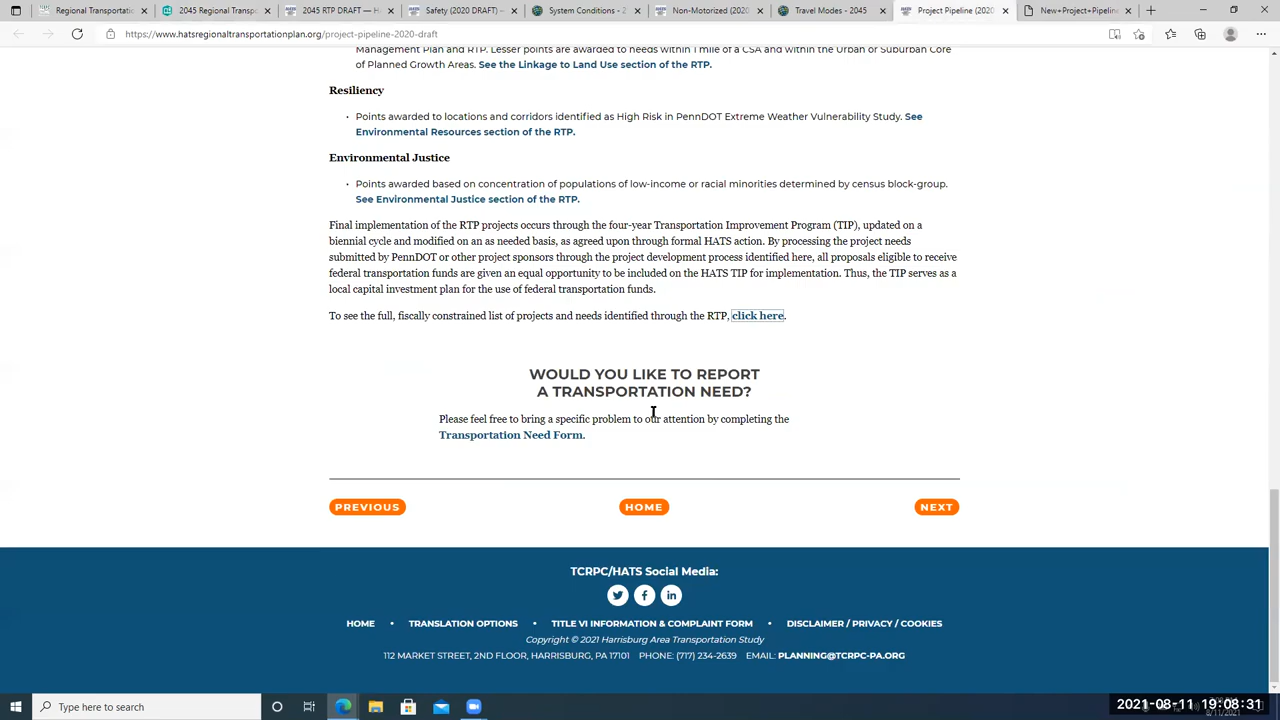 Regional Transportatio
2045 Regional Transp
2045 RTP DRAFT — H
Safety (2020 DRAFT) —
System Conditions - 2
Non-Motorized (2020
Travel Modes - 2045
Project Pipeline (2020
New+Project+Pipelin
https://www.hatsregionaltransportationplan.org/project-pipeline-2020-draft
Management Plan and RTP. Lesser points are awarded to needs within 1 mile of a CSA and within the Urban or Suburban Core
of Planned Growth Areas. See the Linkage to Land Use section of the RTP.
Resiliency
• Points awarded to locations and corridors identified as High Risk in PennDOT Extreme Weather Vulnerability Study. See
Environmental Resources section of the RTP.
Environmental Justice
• Points awarded based on concentration of populations of low-income or racial minorities determined by census block-group.
See Environmental Justice section of the RTP.
Final implementation of the RTP projects occurs through the four-year Transportation Improvement Program (TIP), updated on a
biennial cycle and modified on an as needed basis, as agreed upon through formal HATS action. By processing the project needs
submitted by PennDOT or other project sponsors through the project development process identified here, all proposals eligible to receive
federal transportation funds are given an equal opportunity to be included on the HATS TIP for implementation. Thus, the TIP serves as a
local capital investment plan for the use of federal transportation funds.
To see the full, fiscally constrained list of projects and needs identified through the RTP, click here.
WOULD YOU LIKE TO REPORT
A TRANSPORTATION NEED?
Please feel free to bring a specific problem to our attention by completing the
Transportation Need Form.
PREVIOUS
HOME
NEXT
TCRPC/HATS Social Media:
HOME • TRANSLATION OPTIONS • TITLE VI INFORMATION & COMPLAINT FORM • DISCLAIMER / PRIVACY / COOKIES
Copyright © 2021 Harrisburg Area Transportation Study
112 MARKET STREET, 2ND FLOOR, HARRISBURG, PA 17101 PHONE: (717) 234-2639 EMAIL: PLANNING@TCRPC-PA.ORG
Type here to search
2021-08-11 19:08:31